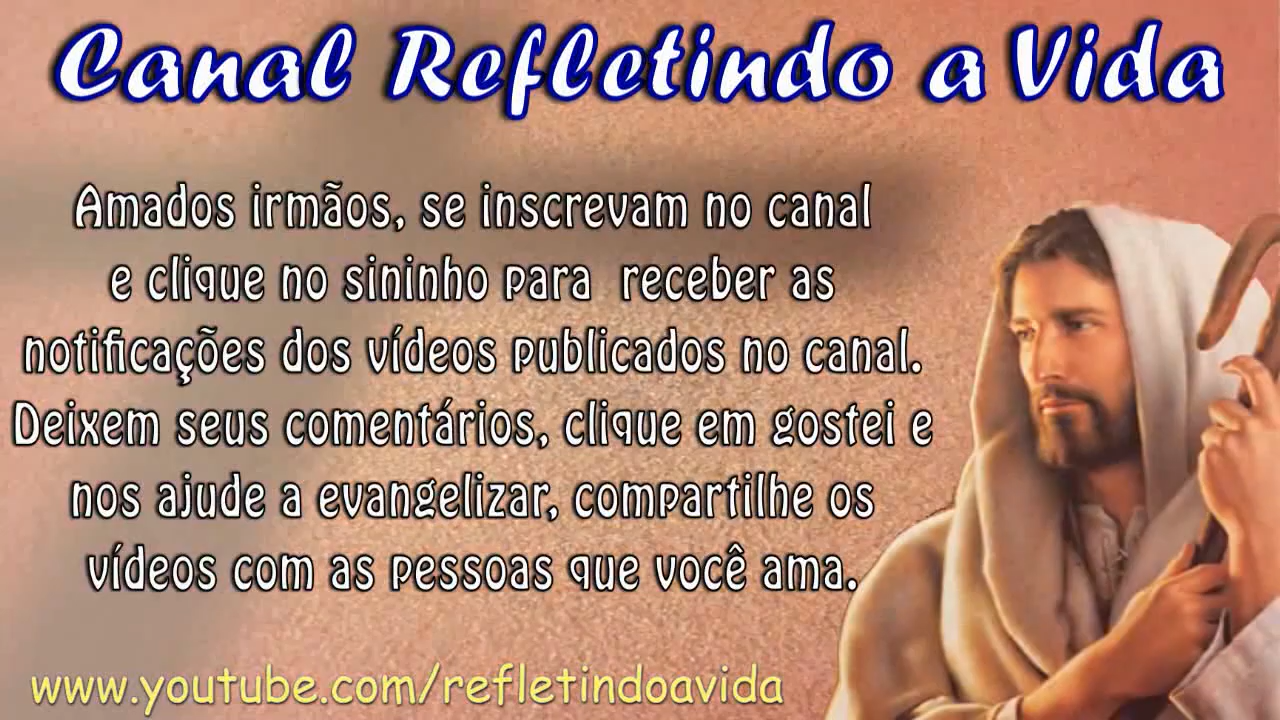 Canal Refletindo a Vida
Amados irmãos, se inscrevam no canal
e clique no sininho para receber as
notificações dos vídeos publicados no canal.
Deixem seus comentários, clique em gostei e
nos ajude a evangelizar, compartilhe os
vídeos com as pessoas que você ama.
www.youtube.com/refletindoavida